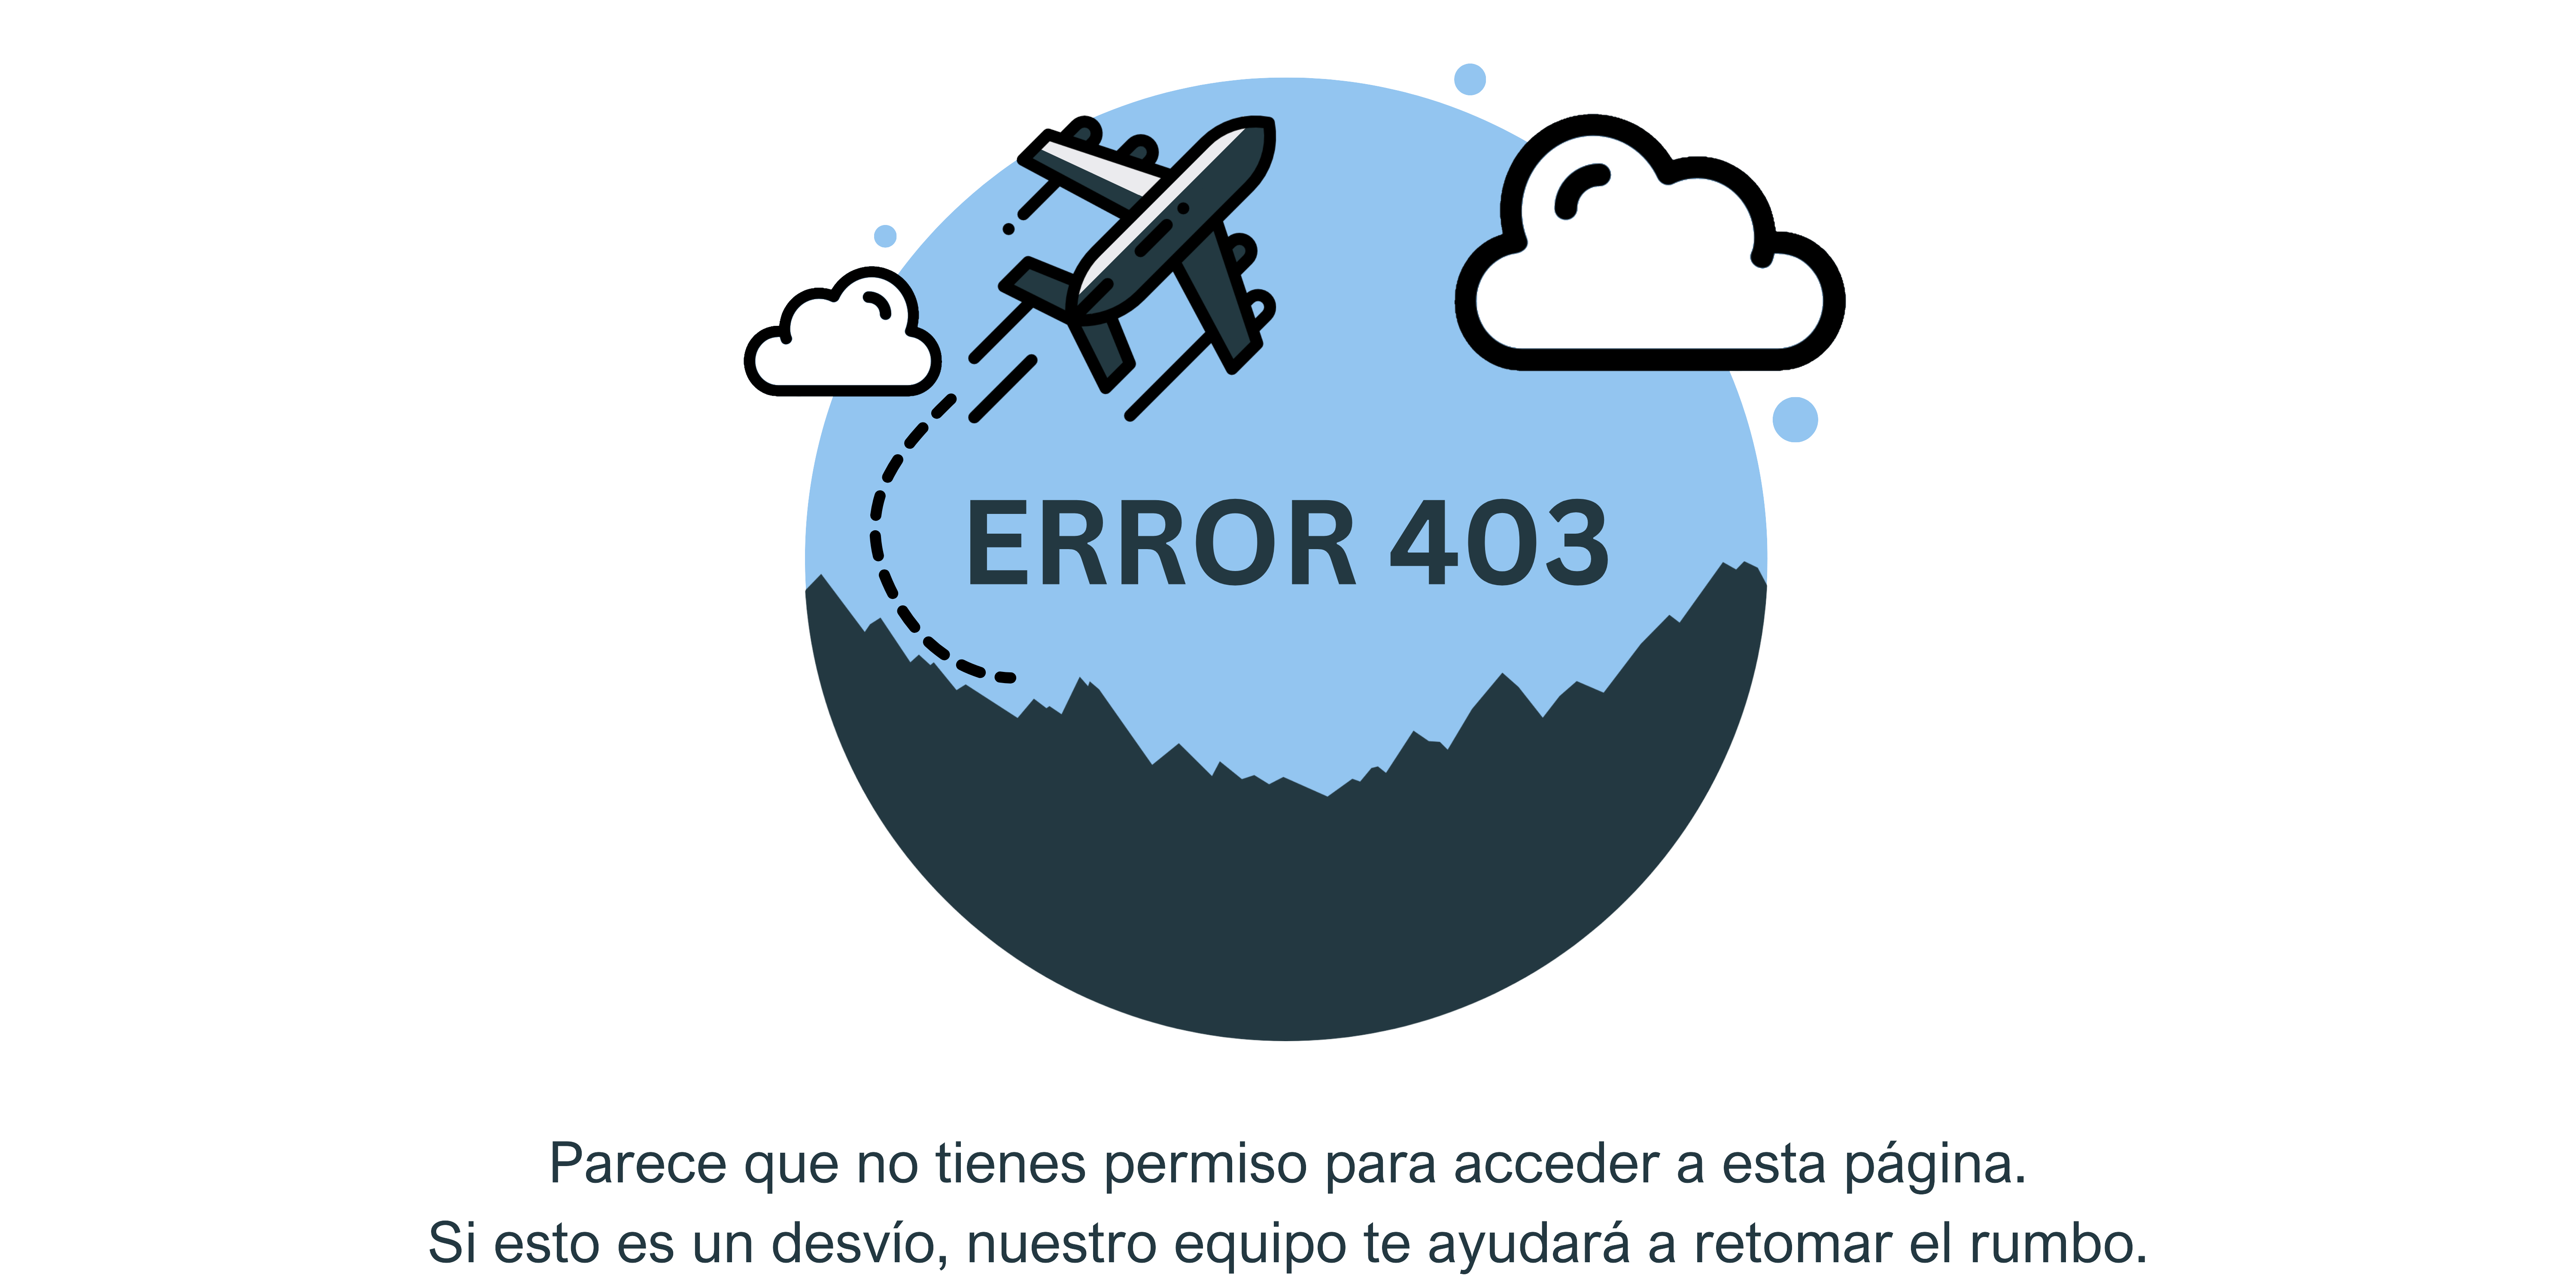 ERROR 403
Parece que no tienes permiso para acceder a esta página.
Si esto es un desvío, nuestro equipo te ayudará a retomar el rumbo.